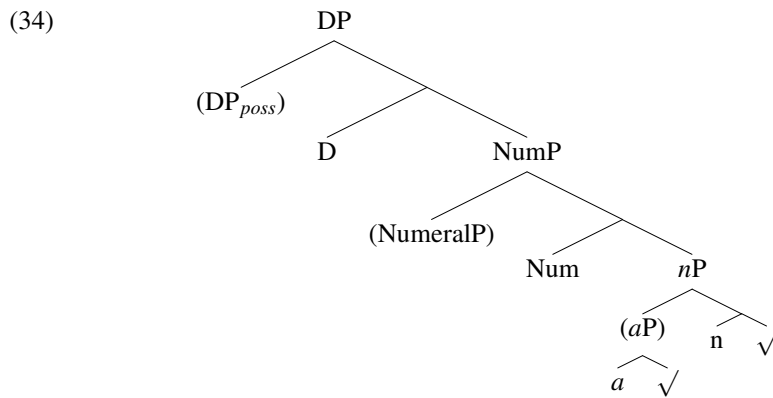 (34) DP
(DPposs)
D NumP
(NumeralP)
Num nP
(aP) n √
a √